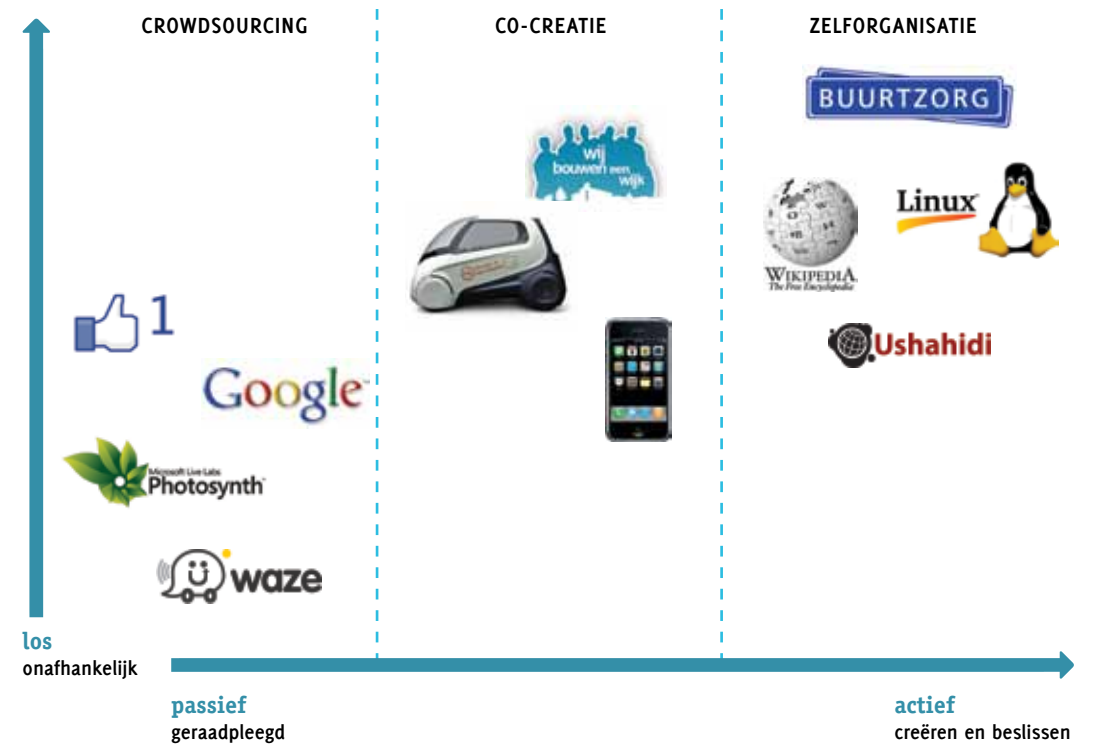 CROWDSOURCING
CO-CREATIE
ZELFORGANISATIE
BUURTZORG
wij
bouwen een
wijk
Linux
WIKIPEDIA
The Free Encyclopedia
1
Ushahidi
Google
Microsoft Live Labs
Photosynth
waze
los
onafhankelijk
passief
geraadpleegd
actief
creëren en beslissen